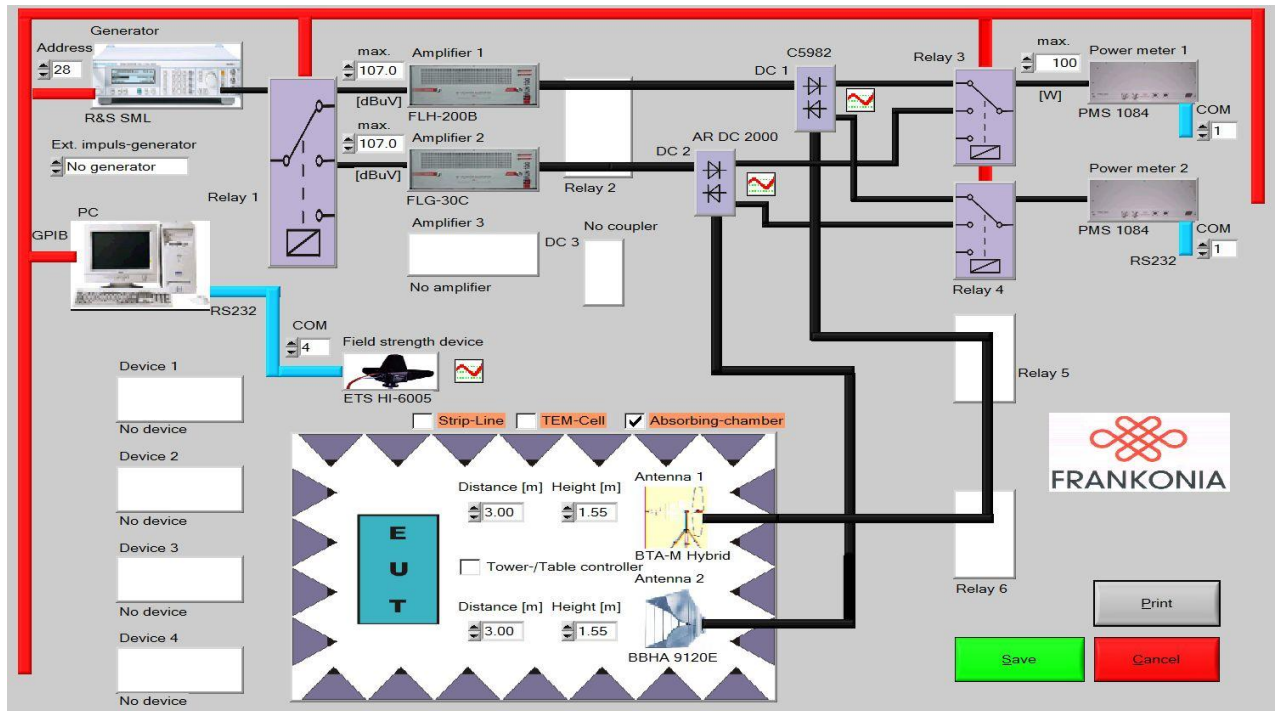 Generator
Address
28
R&S SML
Ext. impuls-generator
No generator
PC
GPIB
RS232
Relay 1
max.
107.0
[dBuV]
Amplifier 1
FLH-200B
max.
107.0
[dBuV]
Amplifier 2
FLG-30C
Relay 2
Amplifier 3
No amplifier
No coupler
DC 3
C5982
DC 1
AR DC 2000
DC 2
Relay 3
Relay 4
max.
100
[W]
Power meter 1
PMS 1084
COM
1
Power meter 2
PMS 1084
COM
1
RS232
COM
4
Field strength device
ETS HI-6005
Relay 5
Relay 6
Device 1
No device
Device 2
No device
Device 3
No device
Device 4
No device
Strip-Line
TEM-Cell
Absorbing-chamber
E
U
T
Distance [m] Height [m]
3.00 1.55
Antenna 1
BTA-M Hybrid
Tower-/Table controller
Antenna 2
Distance [m] Height [m]
3.00 1.55
BBHA 9120E
FRANKONIA
Print
Save
Cancel